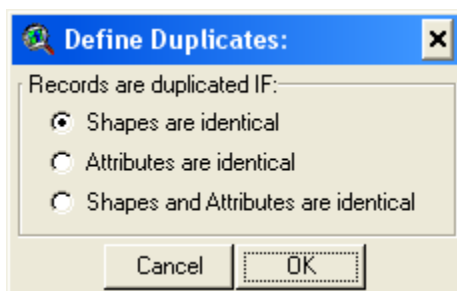 Define Duplicates:
Records are duplicated IF:
Shapes are identical
Attributes are identical
Shapes and Attributes are identical
Cancel OK